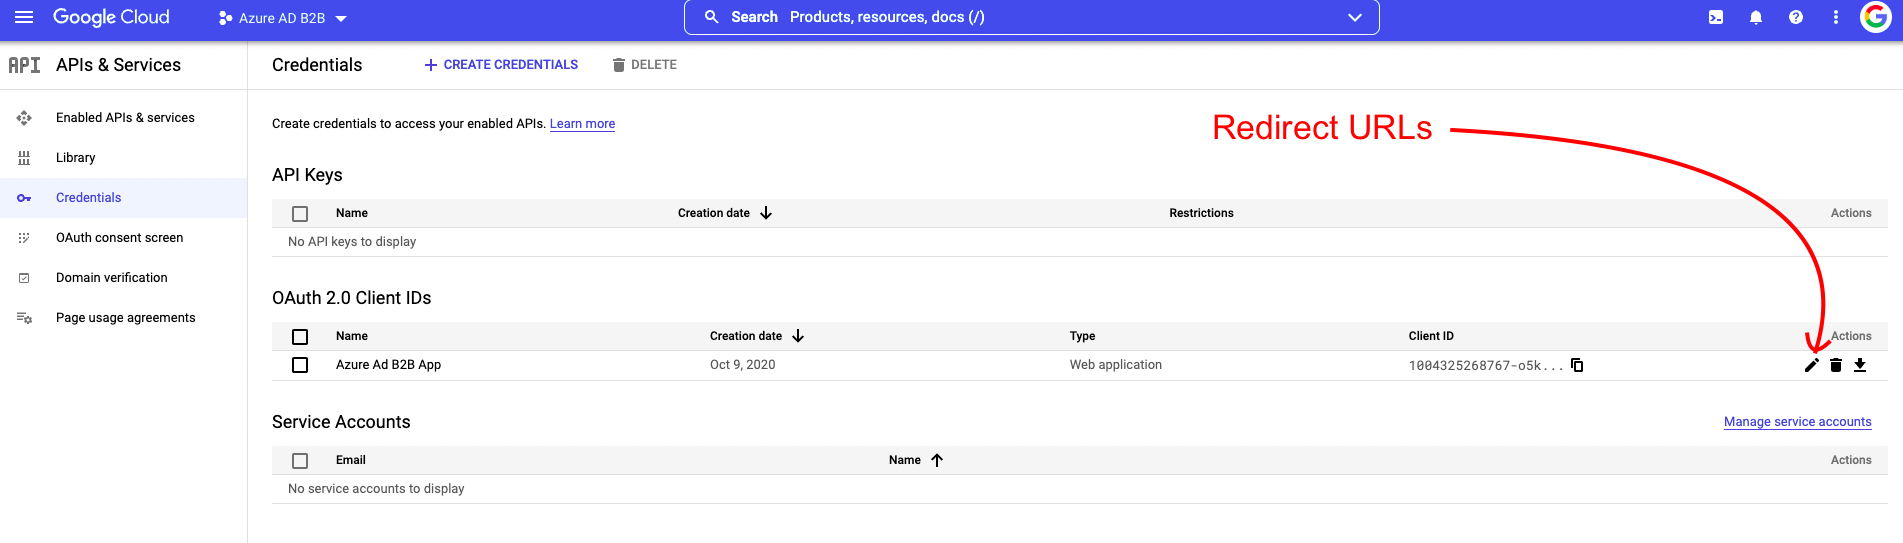 Google Cloud
Azure AD B2B
Search Products, resources, docs (/)
API APIs & Services
Credentials
CREATE CREDENTIALS
DELETE
Enabled APIs & services
Library
Credentials
OAuth consent screen
Domain verification
Page usage agreements
Create credentials to access your enabled APIs. Learn more
Redirect URLs
API Keys
Name Creation date Restrictions Actions
No API keys to display
OAuth 2.0 Client IDs
Name Creation date Type Client ID Actions
Azure Ad B2B App Oct 9, 2020 Web application 1004325268767-o5k...
Service Accounts
Manage service accounts
Email Name Actions
No service accounts to display